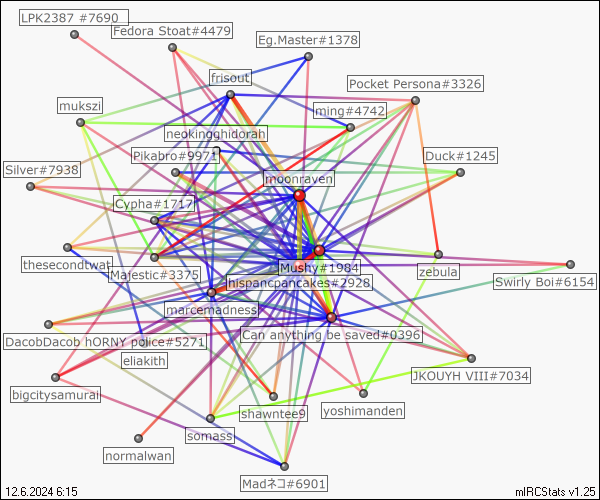 LPK2387 #7690
Fedora Stoat#4479
Eg.Master#1378
frisout
Pocket Persona#3326
mukszi
ming#4742
neokingghidorah
Pikabro#9971
Duck#1245
Silver#7938
moonraven
Cypha#1717
thesecondtwat
Majestic#3375
Mushy#1984
zebula
hispancpancakes#2928
Swirly Boi#6154
marcemadness
DacobDacob hORNY police#5271
Can anything be saved#0396
eliakith
JKOUYH VIII#7034
bigcitysamurai
shawntee9
yoshimanden
somass
normalwan
Madネコ#6901
12.6.2024 6:15
mIRCStats v1.25